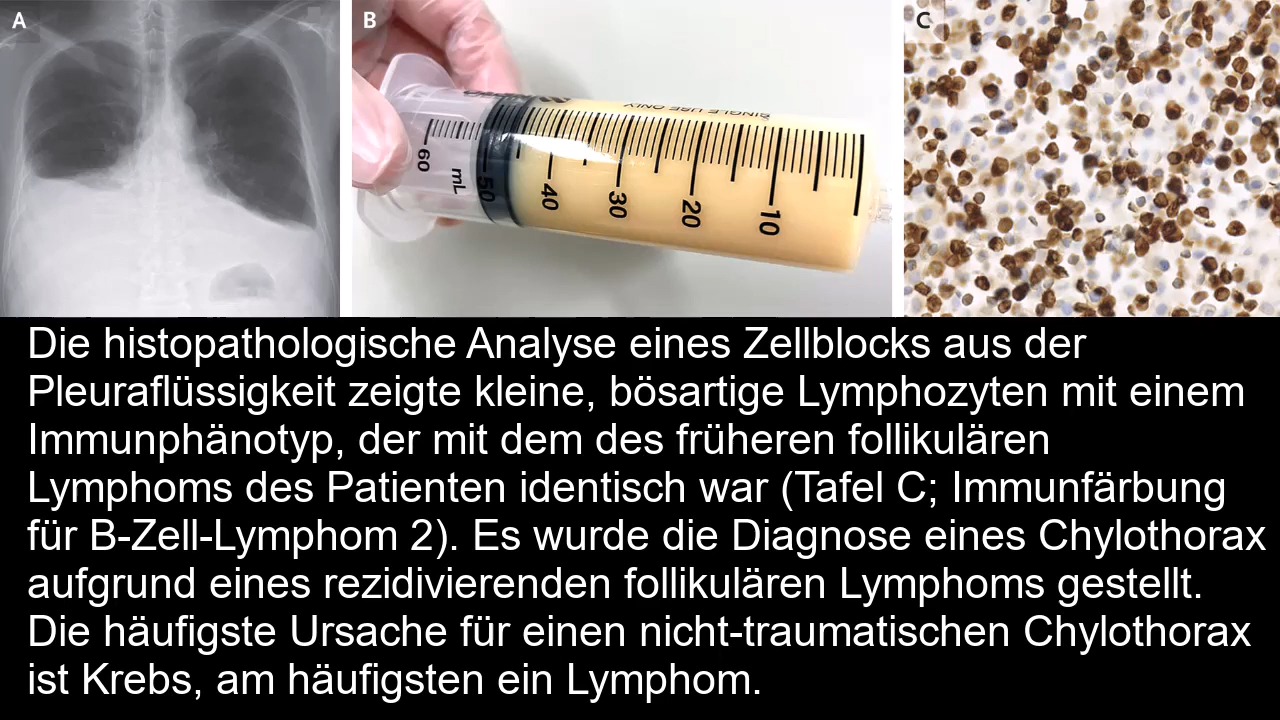 A
B
C
SINGLE USE ONLY
60
mL
50
40
30
20
10
Die histopathologische Analyse eines Zellblocks aus der
Pleuraflüssigkeit zeigte kleine, bösartige Lymphozyten mit einem
Immunphänotyp, der mit dem des früheren follikulären
Lymphoms des Patienten identisch war (Tafel C; Immunfärbung
für B-Zell-Lymphom 2). Es wurde die Diagnose eines Chylothorax
aufgrund eines rezidivierenden follikulären Lymphoms gestellt.
Die häufigste Ursache für einen nicht-traumatischen Chylothorax
ist Krebs, am häufigsten ein Lymphom.